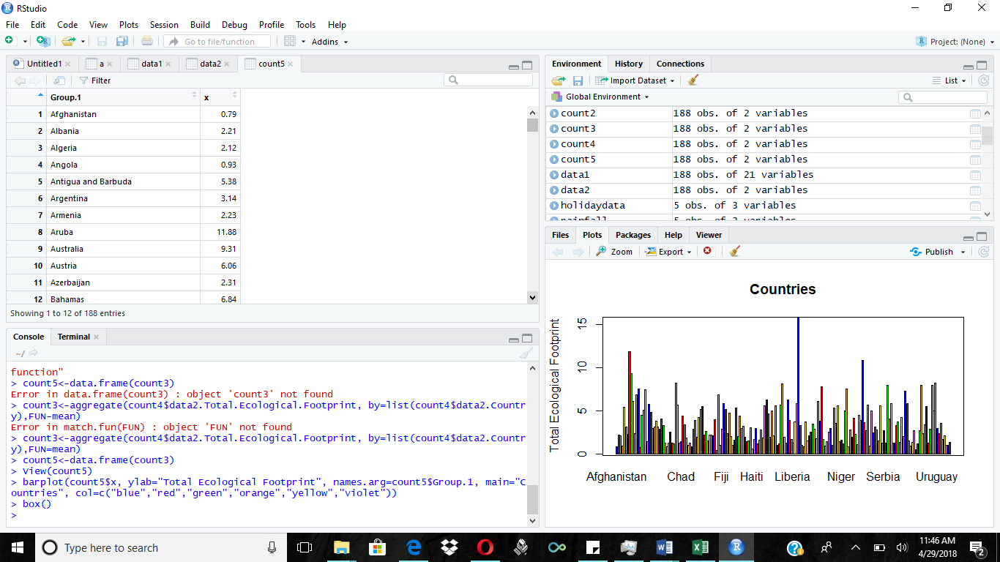 RStudio
File Edit Code View Plots Session Build Debug Profile Tools Help
Go to file/function Addins Project: (None)
Untitled1 a data1 data2 count5
Filter
Group.1 x
1 Afghanistan 0.79
2 Albania 2.21
3 Algeria 2.12
4 Angola 0.93
5 Antigua and Barbuda 5.38
6 Argentina 3.14
7 Armenia 2.23
8 Aruba 11.88
9 Australia 9.31
10 Austria 6.06
11 Azerbaijan 2.31
12 Bahamas 6.84
Showing 1 to 12 of 188 entries
Console Terminal
~/
function"
> count5<-data.frame(count3)
Error in data.frame(count3) : object 'count3' not found
> count3<-aggregate(count4$data2.Total.Ecological.Footprint, by=list(count4$data2.Countr
y),FUN-mean)
Error in match.fun(FUN) : object 'FUN' not found
> count3<-aggregate(count4$data2.Total.Ecological.Footprint, by=list(count4$data2.Countr
y),FUN=mean)
> count5<-data.frame(count3)
> View(count5)
> barplot(count5$x, ylab="Total Ecological Footprint", names.arg=count5$Group.1, main="C
ountries", col=c("blue","red","green","orange","yellow","violet"))
> box()
>
Environment History Connections
Import Dataset List
Global Environment
count2 188 obs. of 2 variables
count3 188 obs. of 2 variables
count4 188 obs. of 2 variables
count5 188 obs. of 2 variables
data1 188 obs. of 21 variables
data2 188 obs. of 2 variables
holidaydata 5 obs. of 3 variables
Files Plots Packages Help Viewer
Zoom Export Publish
Countries
Total Ecological Footprint
15
10
5
0
Afghanistan Chad Fiji Haiti Liberia Niger Serbia Uruguay
Type here to search
11:46 AM
4/29/2018
2